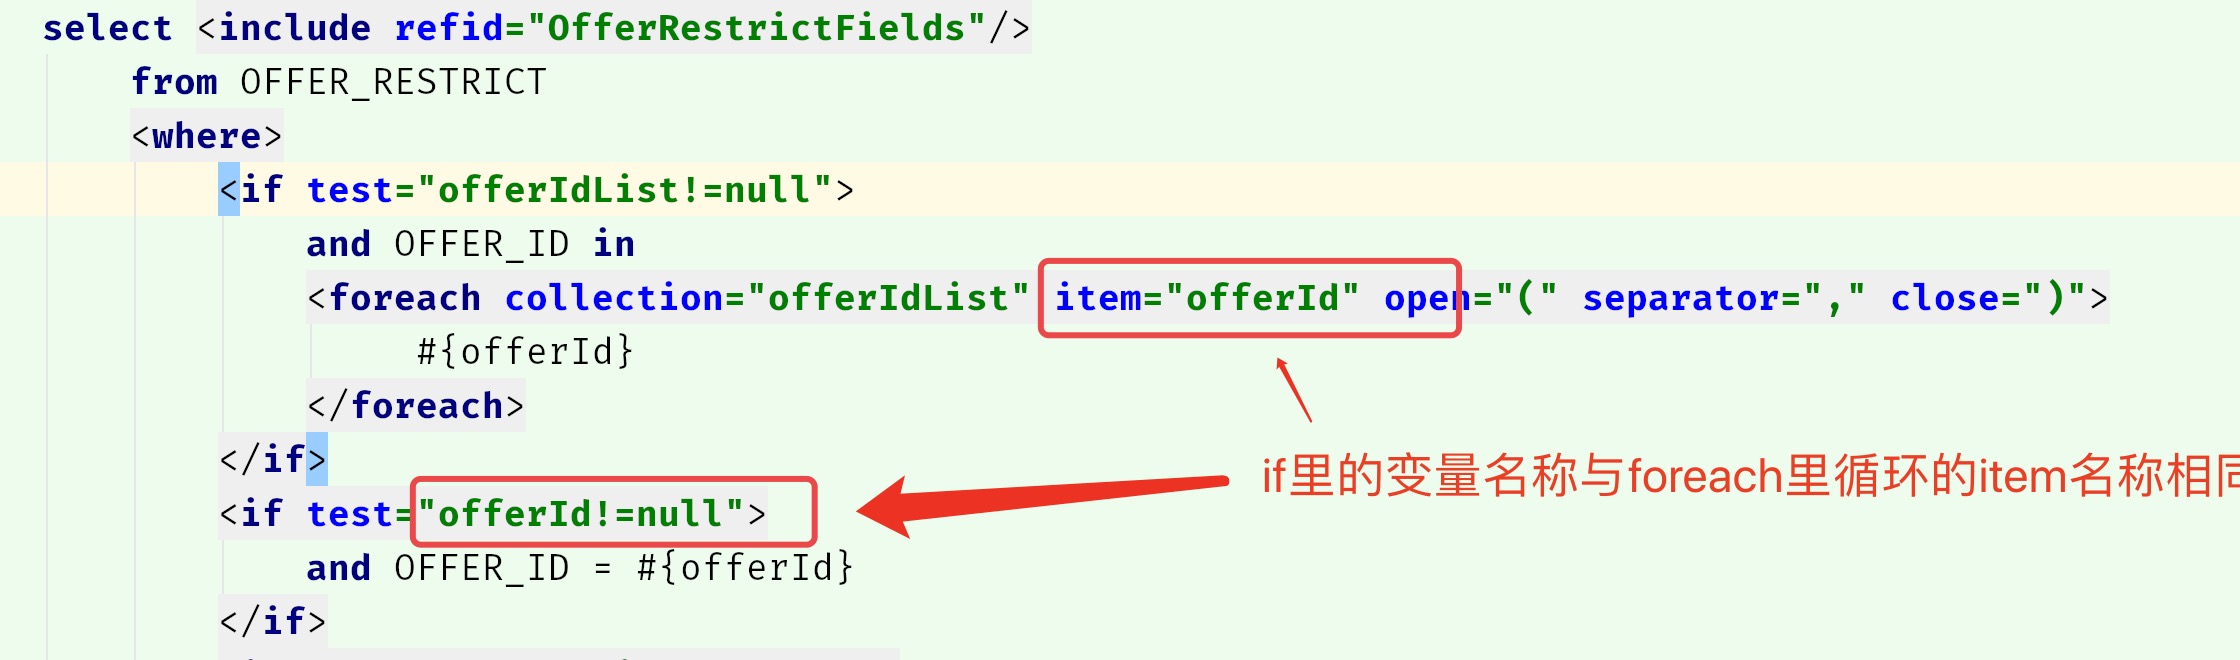 select <include refid="OfferRestrictFields"/>
from OFFER_RESTRICT
<where>
<if test="offerIdList!=null">
and OFFER_ID in
<foreach collection="offerIdList" item="offerId" open="(" separator="," close=")">
#{offerId}
</foreach>
</if>
if里的变量名称与foreach里循环的item名称相同
<if test="offerId!=null">
and OFFER_ID = #{offerId}
</if>